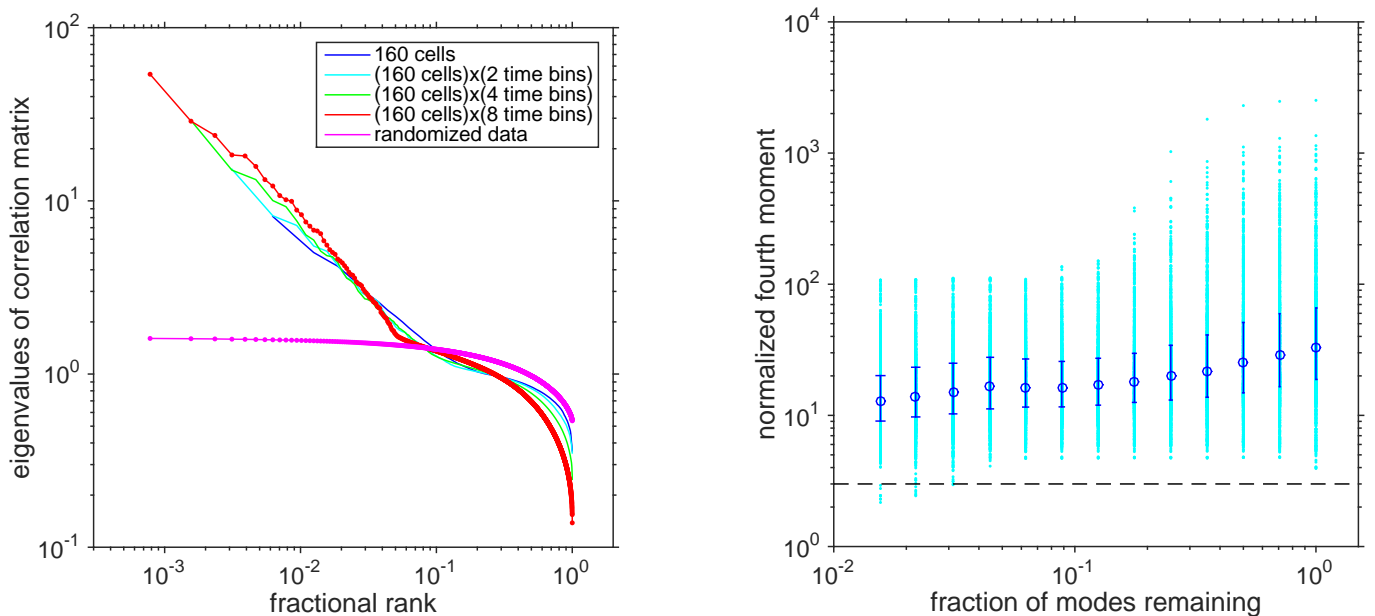 10^2
10^1
10^0
10^-1
eigenvalues of correlation matrix
160 cells
(160 cells)x(2 time bins)
(160 cells)x(4 time bins)
(160 cells)x(8 time bins)
randomized data
10^-3
10^-2
10^-1
10^0
fractional rank
10^4
10^3
10^2
10^1
10^0
normalized fourth moment
10^-2
10^-1
10^0
fraction of modes remaining